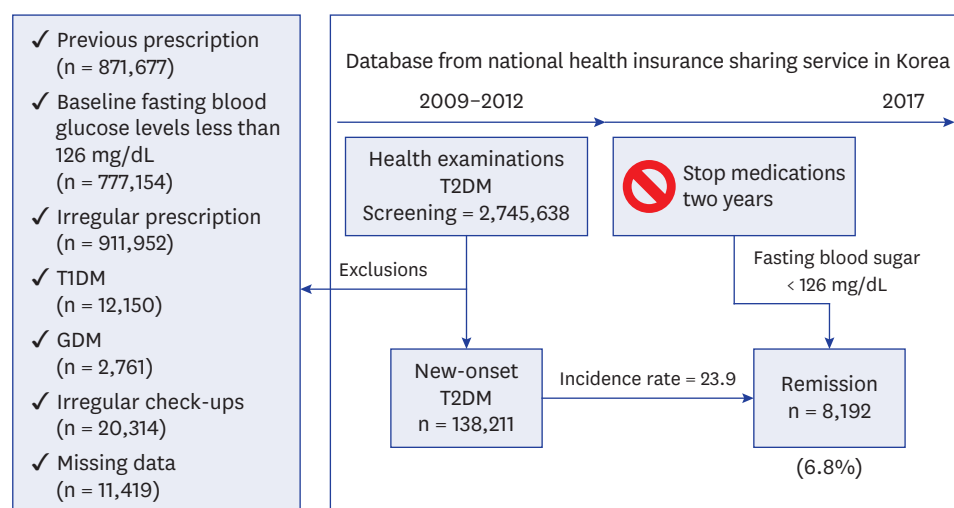 ✓ Previous prescription
(n = 871,677)
✓ Baseline fasting blood
glucose levels less than
126 mg/dL
(n = 777,154)
✓ Irregular prescription
(n = 911,952)
✓ T1DM
(n = 12,150)
✓ GDM
(n = 2,761)
✓ Irregular check-ups
(n = 20,314)
✓ Missing data
(n = 11,419)
Database from national health insurance sharing service in Korea
2009–2012
2017
Health examinations
T2DM
Screening = 2,745,638
Stop medications
two years
Exclusions
Fasting blood sugar
< 126 mg/dL
New-onset
T2DM
n = 138,211
Incidence rate = 23.9
Remission
n = 8,192
(6.8%)